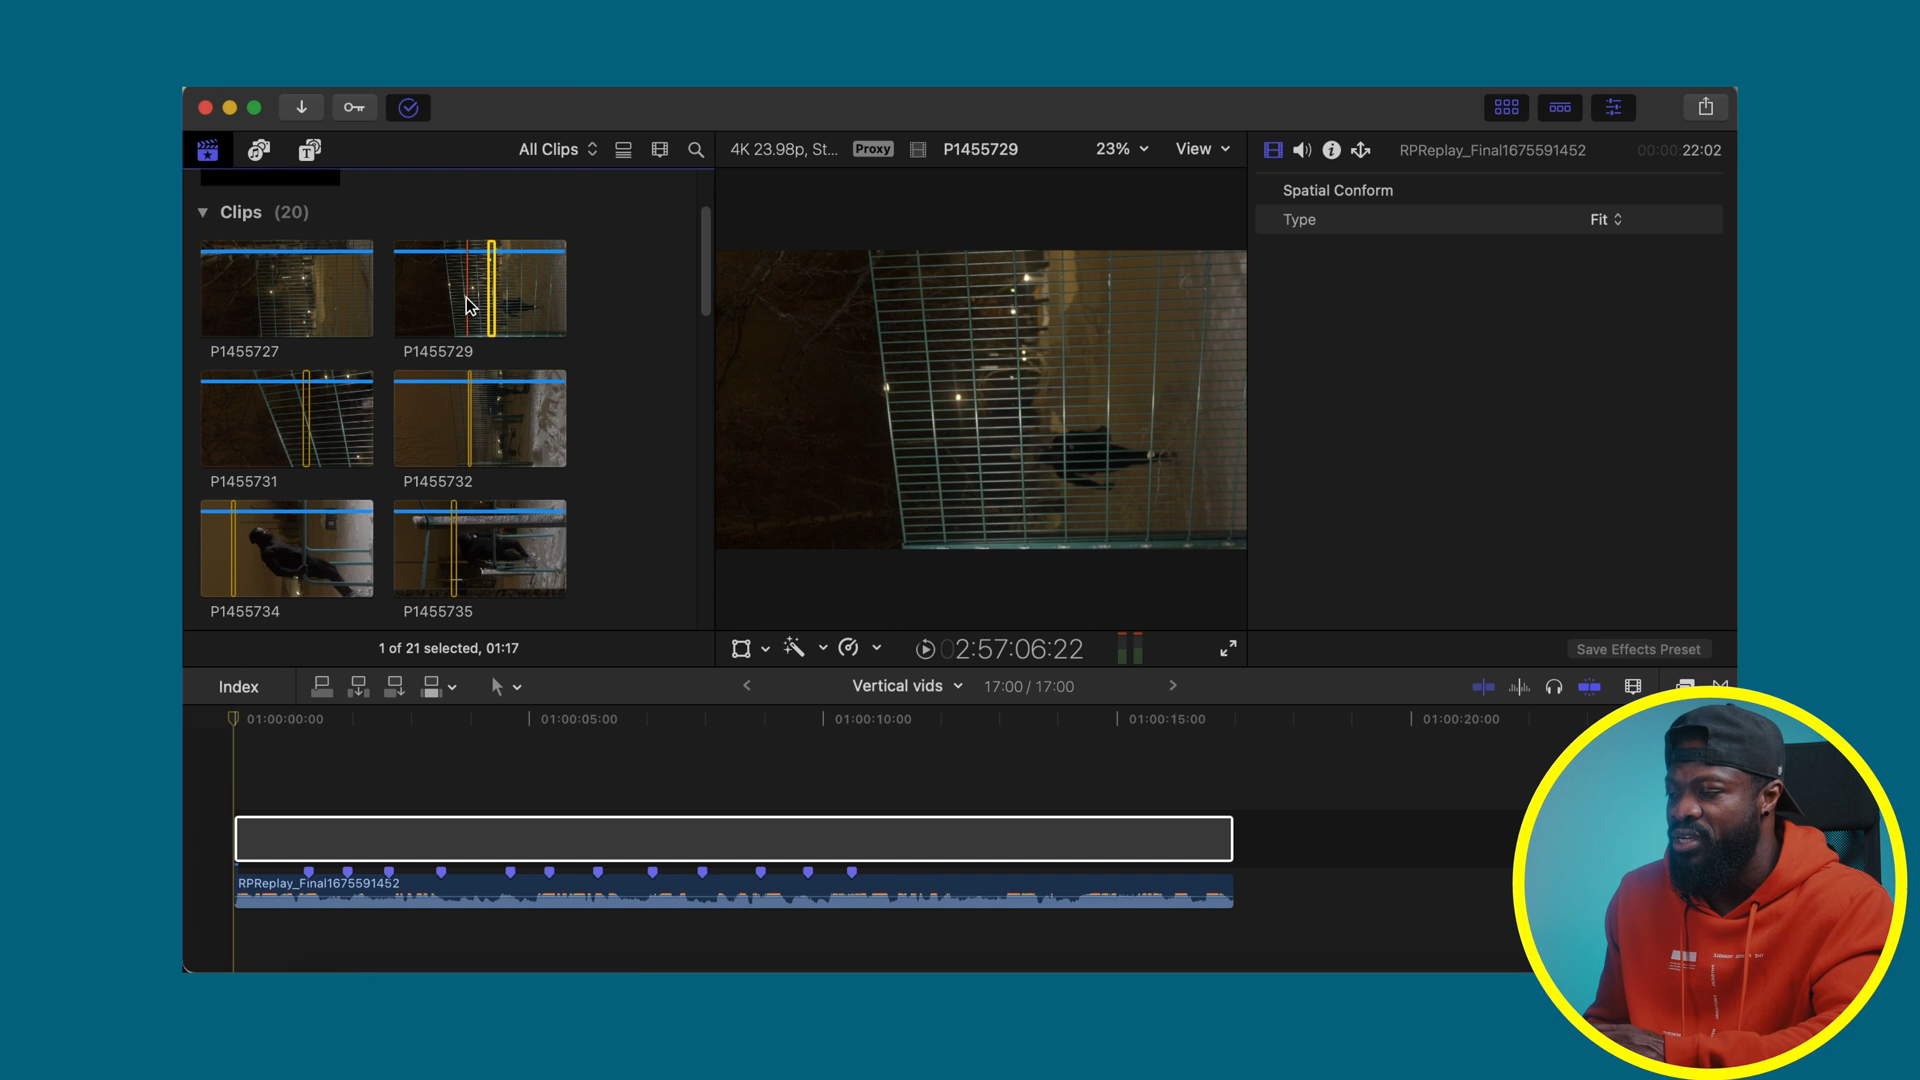 All Clips
4K 23.98p, St...
Proxy
P1455729
23%
View
RPReplay_Final1675591452
00:00:22:02
Clips (20)
Spatial Conform
Type
Fit
P1455727
P1455729
P1455731
P1455732
P1455734
P1455735
1 of 21 selected, 01:17
02:57:06:22
Save Effects Preset
Index
Vertical vids
17:00 / 17:00
01:00:00:00
01:00:05:00
01:00:10:00
01:00:15:00
01:00:20:00
RPReplay_Final1675591452